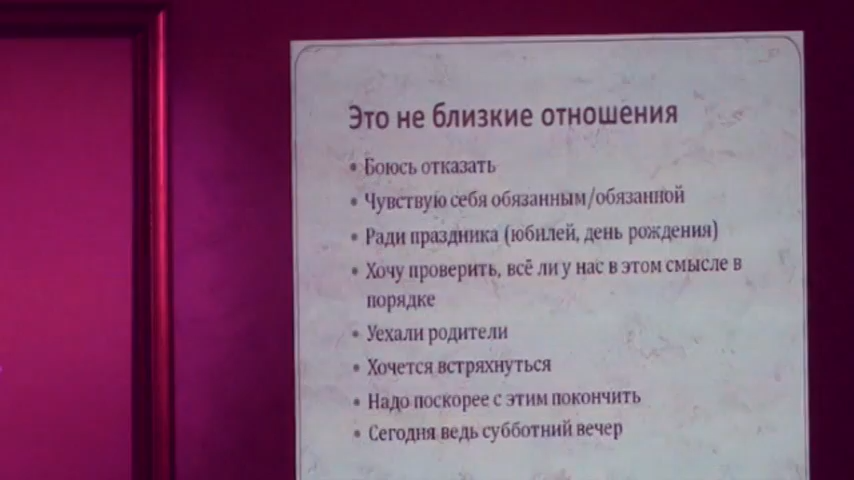 Это не близкие отношения
• Боюсь отказать
• Чувствую себя обязанным/обязанной
• Ради праздника (юбилей, день рождения)
• Хочу проверить, всё ли у нас в этом смысле в
порядке
• Уехали родители
• Хочется встряхнуться
• Надо поскорее с этим покончить
• Сегодня ведь субботний вечер